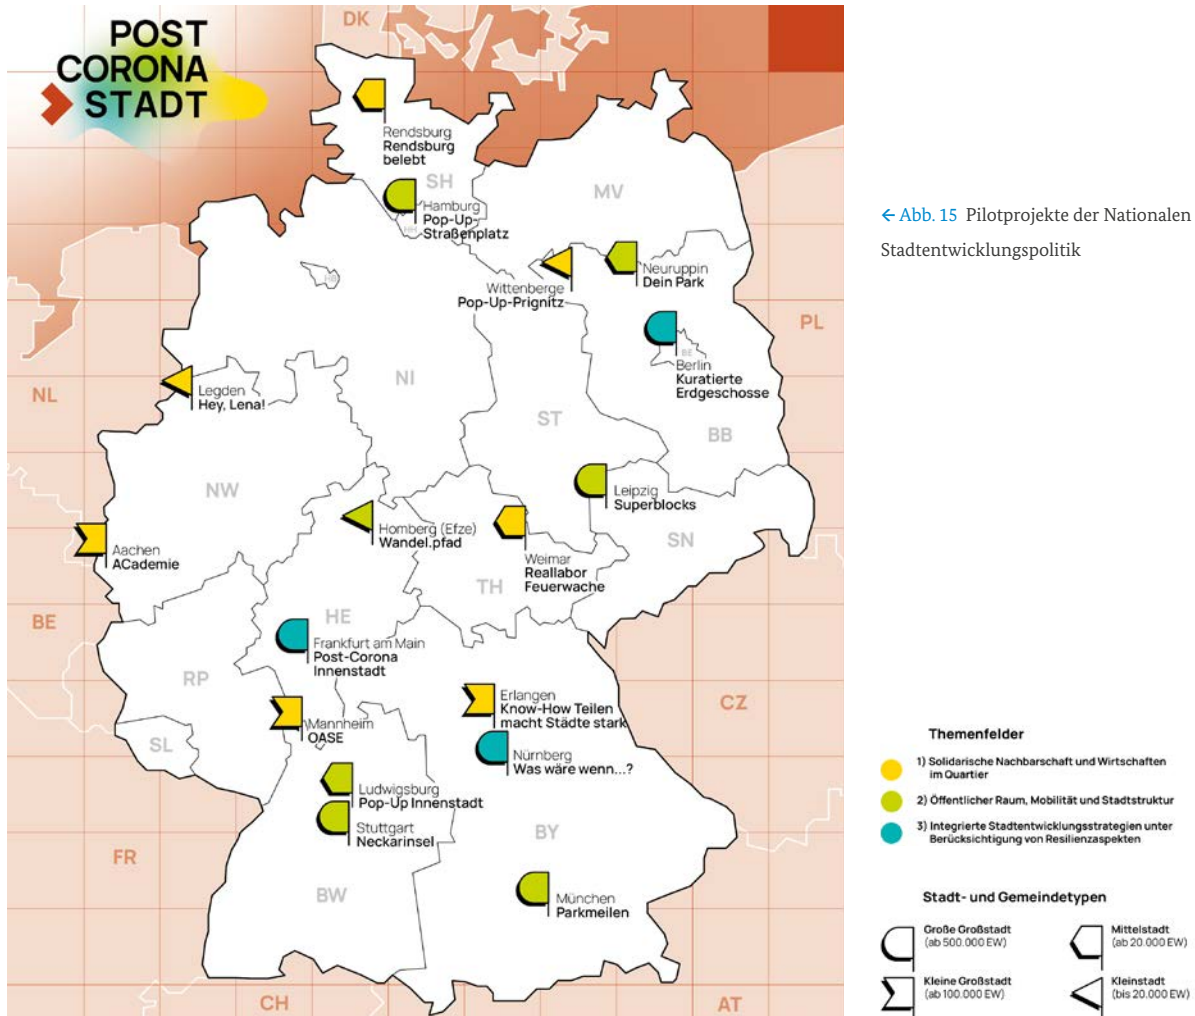 POST
CORONA
STADT
DK
Rendsburg
Rendsburg
belebt
SH
MV
Hamburg
Pop-Up-
Straßenplatz
HH
← Abb. 15 Pilotprojekte der Nationalen
Stadtentwicklungspolitik
Neuruppin
Dein Park
HB
Wittenberge
Pop-Up-Prignitz
PL
BE
Berlin
Kuratierte
Erdgeschosse
NI
NL
Legden
Hey, Lena!
ST
BB
NW
Leipzig
Superblocks
Homberg (Efze)
Wandel.pfad
SN
Aachen
ACademie
Weimar
Reallabor
Feuerwache
TH
BE
HE
Frankfurt am Main
Post-Corona
Innenstadt
RP
Erlangen
Know-How Teilen
macht Städte stark
CZ
Mannheim
OASE
SL
Nürnberg
Was wäre wenn...?
Ludwigsburg
Pop-Up Innenstadt
Stuttgart
Neckarinsel
BY
FR
BW
München
Parkmeilen
CH
AT
Themenfelder
1) Solidarische Nachbarschaft und Wirtschaften
im Quartier
2) Öffentlicher Raum, Mobilität und Stadtstruktur
3) Integrierte Stadtentwicklungsstrategien unter
Berücksichtigung von Resilienzaspekten
Stadt- und Gemeindetypen
Große Großstadt
(ab 500.000 EW)
Mittelstadt
(ab 20.000 EW)
Kleine Großstadt
(ab 100.000 EW)
Kleinstadt
(bis 20.000 EW)